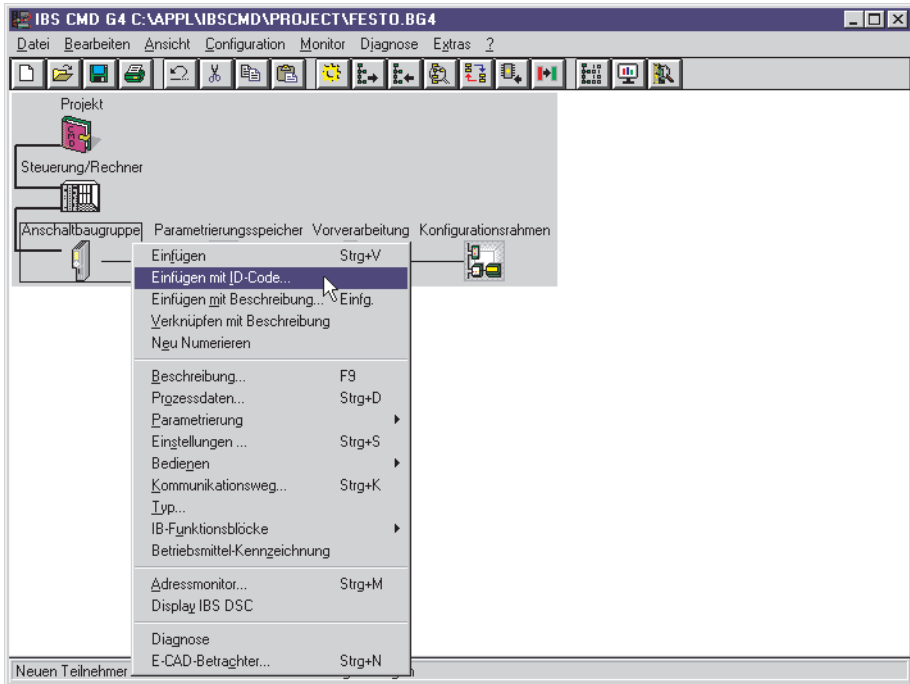 IBS CMD G4 C:\APPL\IBSCMD\PROJECT\FESTO.BG4
Datei Bearbeiten Ansicht Configuration Monitor Diagnose Extras ?
Projekt
Steuerung/Rechner
Anschaltbaugruppe Parametrierungsspeicher Vorverarbeitung Konfigurationsrahmen
Einfügen Strg+V
Einfügen mit ID-Code...
Einfügen mit Beschreibung... Einfg.
Verknüpfen mit Beschreibung
Neu Numerieren
Beschreibung... F9
Prozessdaten... Strg+D
Parametrierung
Einstellungen ... Strg+S
Bedienen
Kommunikationsweg... Strg+K
Typ...
IB-Funktionsblöcke
Betriebsmittel-Kennzeichnung
Adressmonitor... Strg+M
Display IBS DSC
Diagnose
E-CAD-Betrachter... Strg+N
Neuen Teilnehmer